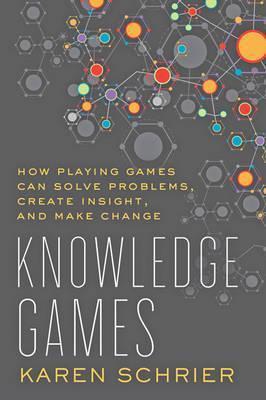 HOW PLAYING GAMES
CAN SOLVE PROBLEMS,
CREATE INSIGHT,
AND MAKE CHANGE
KNOWLEDGE
GAMES
KAREN SCHRIER